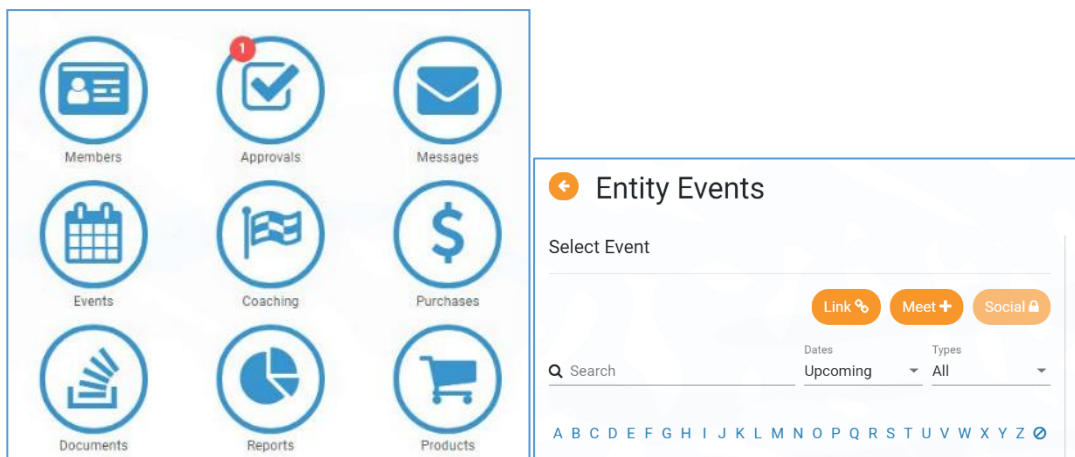 1
Members Approvals Messages
Events Coaching Purchases
$
Documents Reports Products
Entity Events
Select Event
Link Meet Social
Dates Types
Search Upcoming All
A B C D E F G H I J K L M N O P Q R S T U V W X Y Z